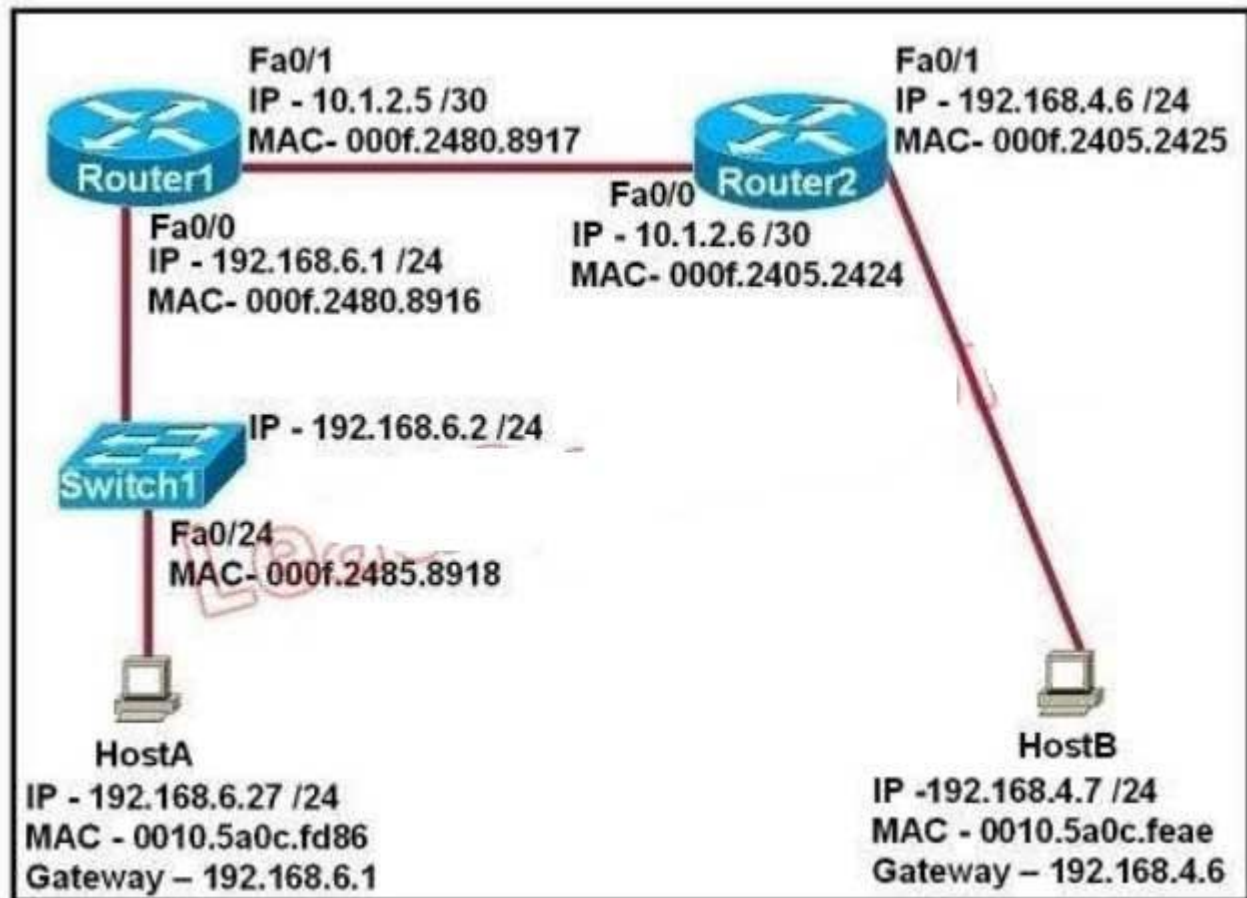 Fa0/1
IP - 10.1.2.5 /30
MAC- 000f.2480.8917
Router1
Fa0/0
IP - 192.168.6.1 /24
MAC- 000f.2480.8916
Fa0/1
IP - 192.168.4.6 /24
MAC- 000f.2405.2425
Router2
Fa0/0
IP - 10.1.2.6 /30
MAC- 000f.2405.2424
IP - 192.168.6.2 /24
Switch1
Fa0/24
MAC- 000f.2485.8918
HostA
IP - 192.168.6.27 /24
MAC - 0010.5a0c.fd86
Gateway – 192.168.6.1
HostB
IP -192.168.4.7 /24
MAC - 0010.5a0c.feae
Gateway – 192.168.4.6